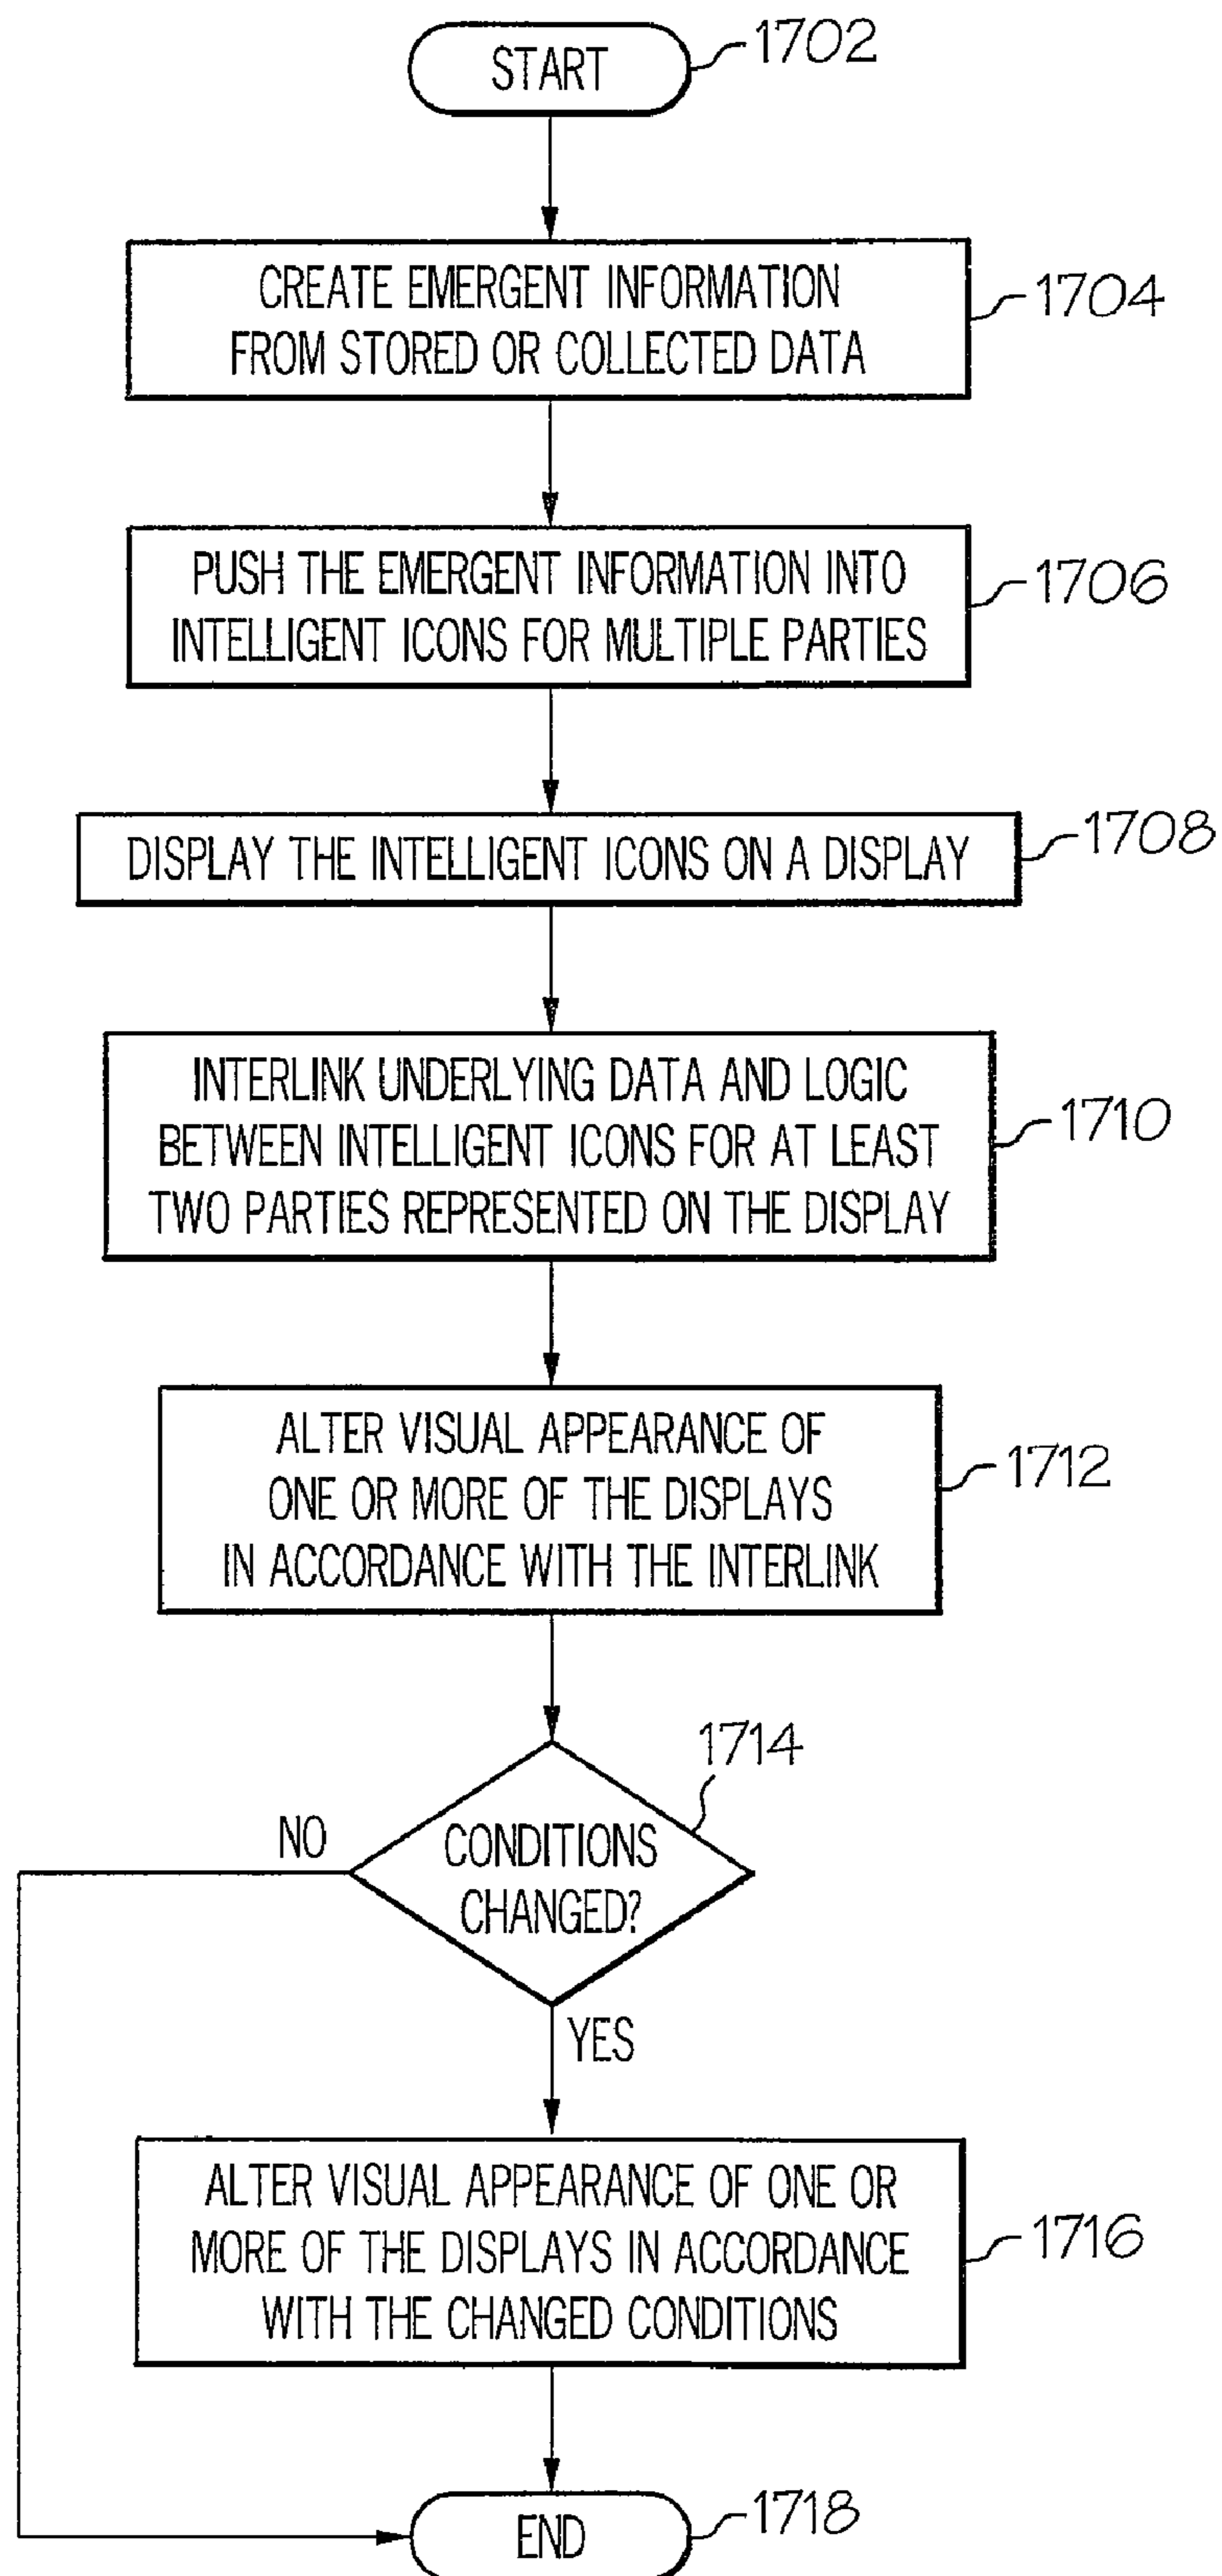 START
1702
CREATE EMERGENT INFORMATION
FROM STORED OR COLLECTED DATA
1704
PUSH THE EMERGENT INFORMATION INTO
INTELLIGENT ICONS FOR MULTIPLE PARTIES
1706
DISPLAY THE INTELLIGENT ICONS ON A DISPLAY
1708
INTERLINK UNDERLYING DATA AND LOGIC
BETWEEN INTELLIGENT ICONS FOR AT LEAST
TWO PARTIES REPRESENTED ON THE DISPLAY
1710
ALTER VISUAL APPEARANCE OF
ONE OR MORE OF THE DISPLAYS
IN ACCORDANCE WITH THE INTERLINK
1712
1714
NO
CONDITIONS
CHANGED?
YES
ALTER VISUAL APPEARANCE OF ONE OR
MORE OF THE DISPLAYS IN ACCORDANCE
WITH THE CHANGED CONDITIONS
1716
END
1718